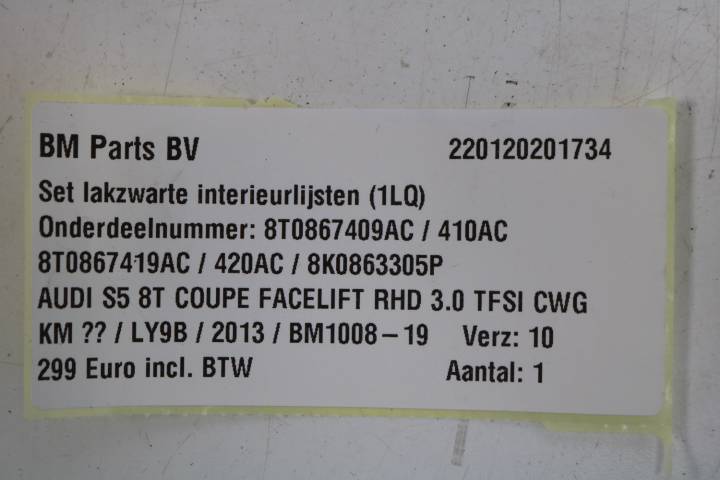 BM Parts BV 220120201734
Set lakzwarte interieurlijsten (1LQ)
Onderdeelnummer: 8T0867409AC / 410AC
8T0867419AC / 420AC / 8K0863305P
AUDI S5 8T COUPE FACELIFT RHD 3.0 TFSI CWG
KM ?? / LY9B / 2013 / BM1008-19 Verz: 10
299 Euro incl. BTW Aantal: 1